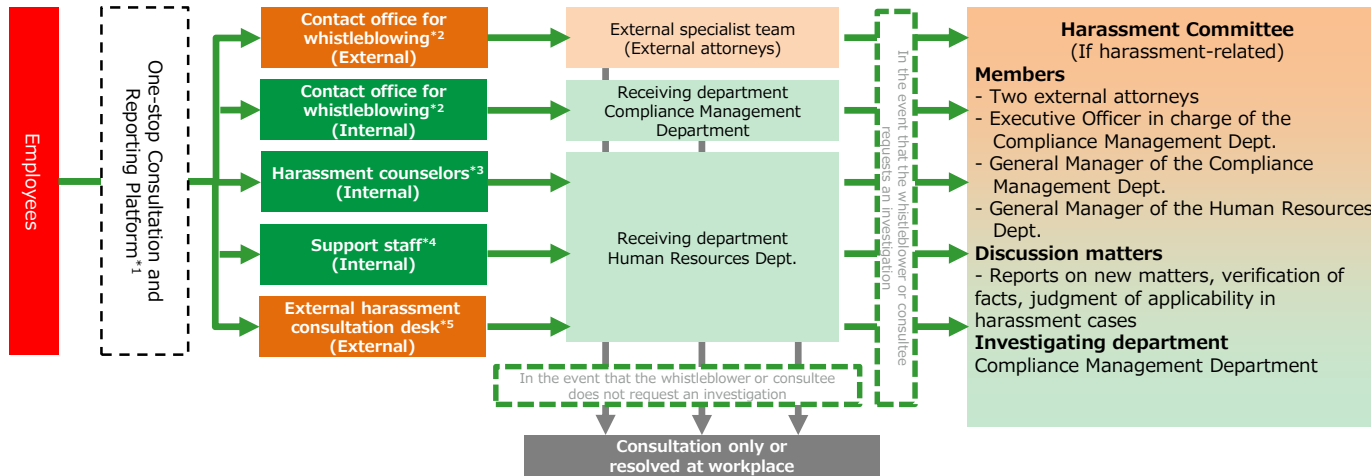 Employees
One-stop Consultation and
Reporting Platform*1
Contact office for
whistleblowing*2
(External)
Contact office for
whistleblowing*2
(Internal)
Harassment counselors*3
(Internal)
Support staff*4
(Internal)
External harassment
consultation desk*5
(External)
External specialist team
(External attorneys)
Receiving department
Compliance Management
Department
Receiving department
Human Resources Dept.
In the event that the whistleblower or consultee
does not request an investigation
Consultation only or
resolved at workplace
In the event that the whistleblower or consultee
requests an investigation
Harassment Committee
(If harassment-related)
Members
- Two external attorneys
- Executive Officer in charge of the
Compliance Management Dept.
- General Manager of the Compliance
Management Dept.
- General Manager of the Human Resources
Dept.
Discussion matters
- Reports on new matters, verification of
facts, judgment of applicability in
harassment cases
Investigating department
Compliance Management Department